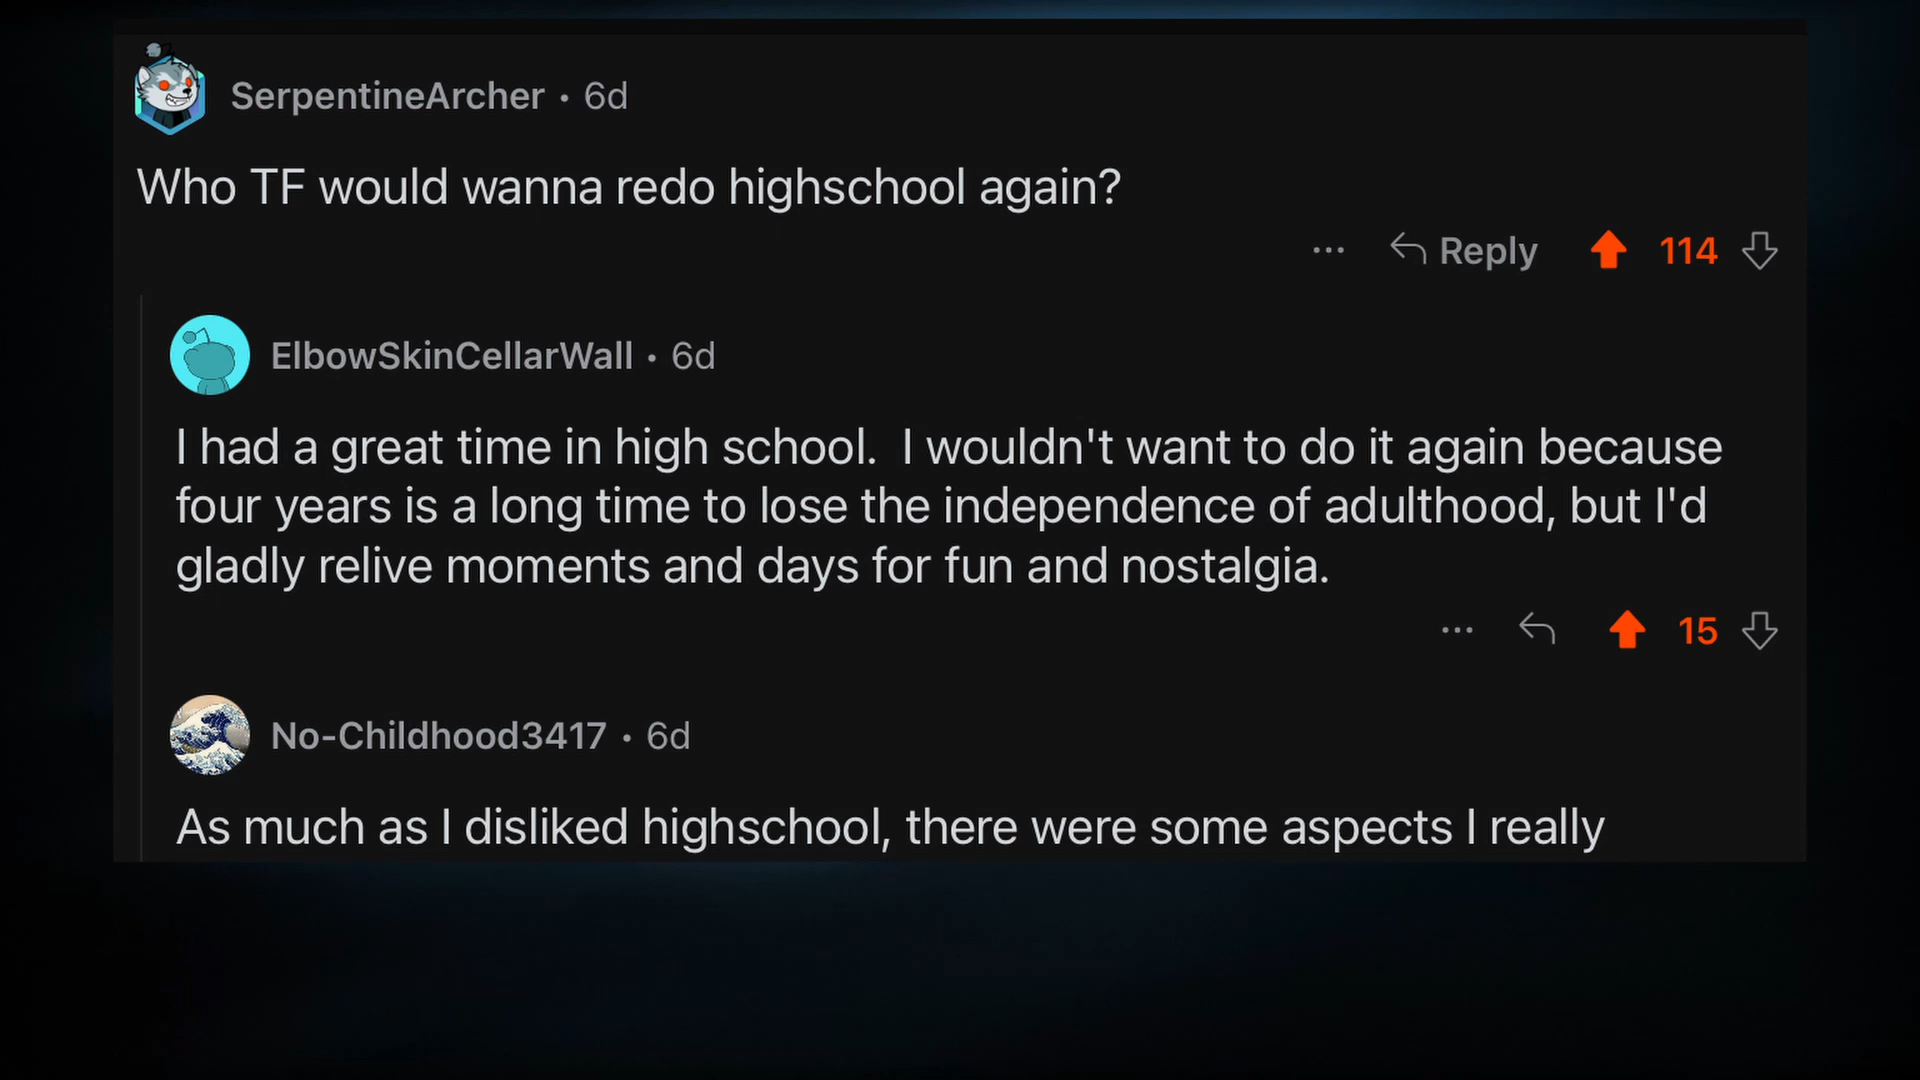 SerpentineArcher • 6d
Who TF would wanna redo highschool again?
... Reply 114
ElbowSkinCellarWall • 6d
I had a great time in high school.  I wouldn't want to do it again because
four years is a long time to lose the independence of adulthood, but I'd
gladly relive moments and days for fun and nostalgia.
... 15
No-Childhood3417 • 6d
As much as I disliked highschool, there were some aspects I really